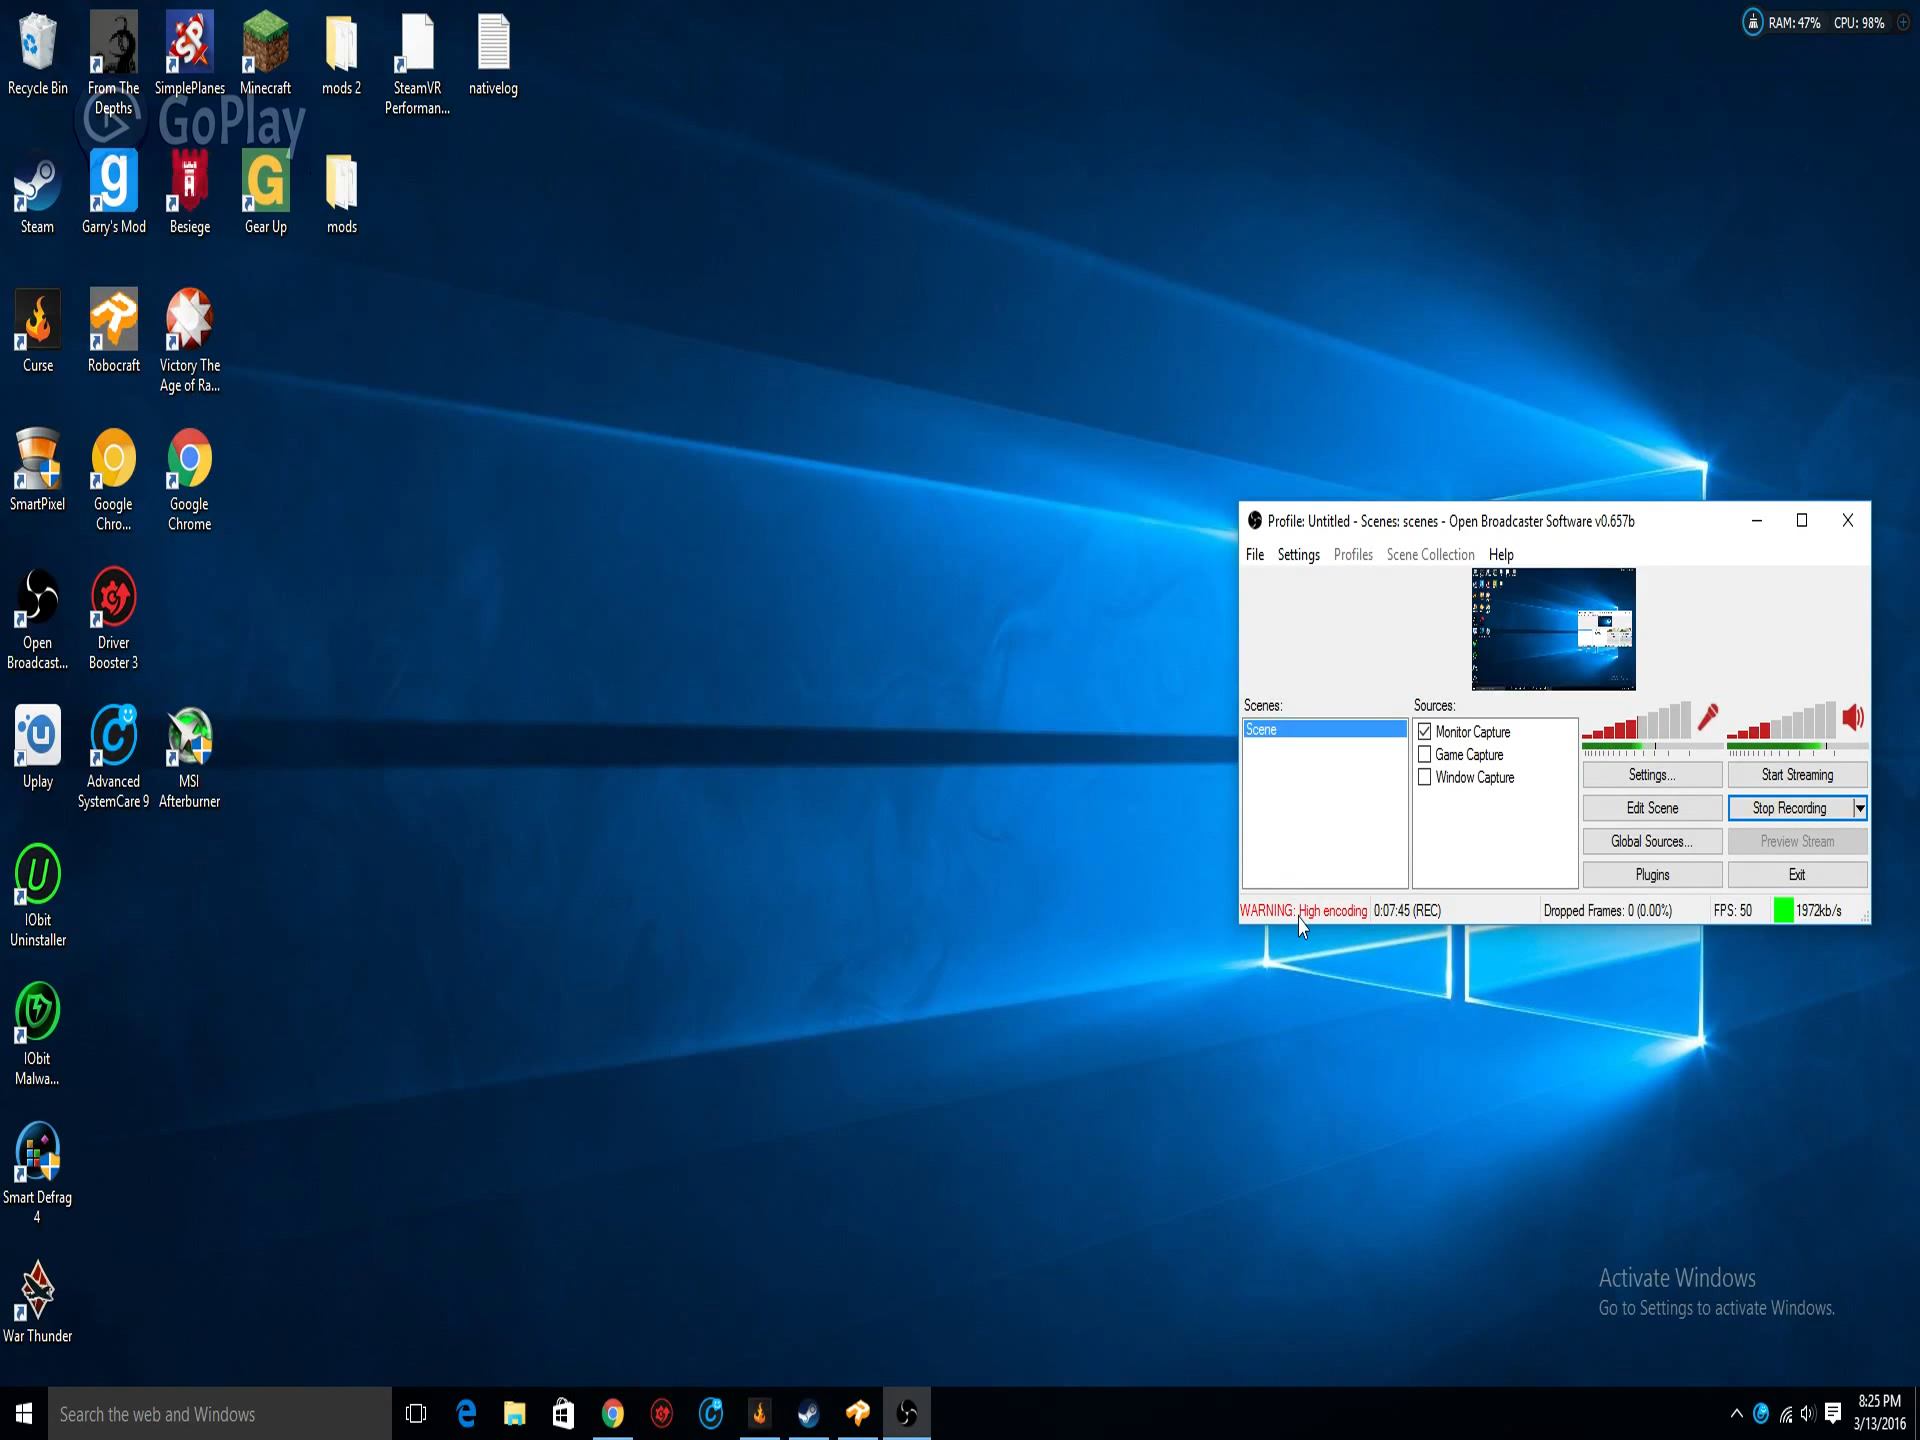 RAM: 47% CPU: 98%
Recycle Bin
From The
Depths
SimplePlanes
Minecraft
mods 2
SteamVR
Performan...
nativelog
GoPlay
Steam
Garry's Mod
Besiege
Gear Up
mods
Curse
Robocraft
Victory The
Age of Ra...
SmartPixel
Google
Chro...
Google
Chrome
Open
Broadcast...
Driver
Booster 3
Uplay
Advanced
SystemCare 9
MSI
Afterburner
IObit
Uninstaller
IObit
Malwa...
Smart Defrag
4
War Thunder
Profile: Untitled - Scenes: scenes - Open Broadcaster Software v0.657b
File Settings Profiles Scene Collection Help
Scenes:
Scene
Sources:
Monitor Capture
Game Capture
Window Capture
Settings...
Start Streaming
Edit Scene
Stop Recording
Global Sources...
Preview Stream
Plugins
Exit
WARNING: High encoding
0:07:45 (REC)
Dropped Frames: 0 (0.00%)
FPS: 50
1972kb/s
Activate Windows
Go to Settings to activate Windows.
Search the web and Windows
8:25 PM
3/13/2016